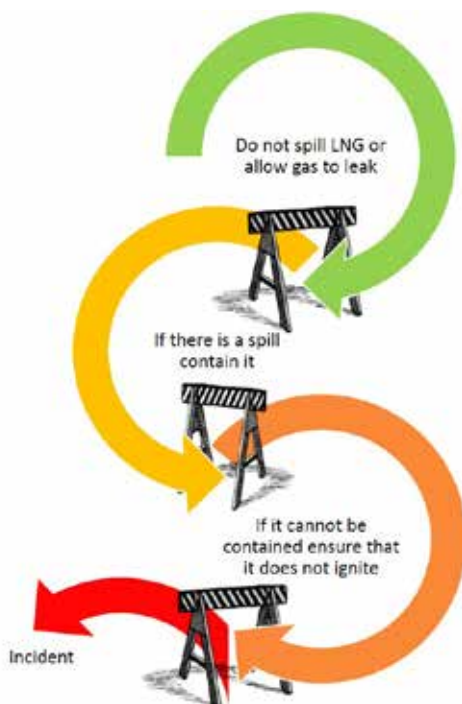 Do not spill LNG or
allow gas to leak
If there is a spill
contain it
If it cannot be
contained ensure that
it does not ignite
Incident